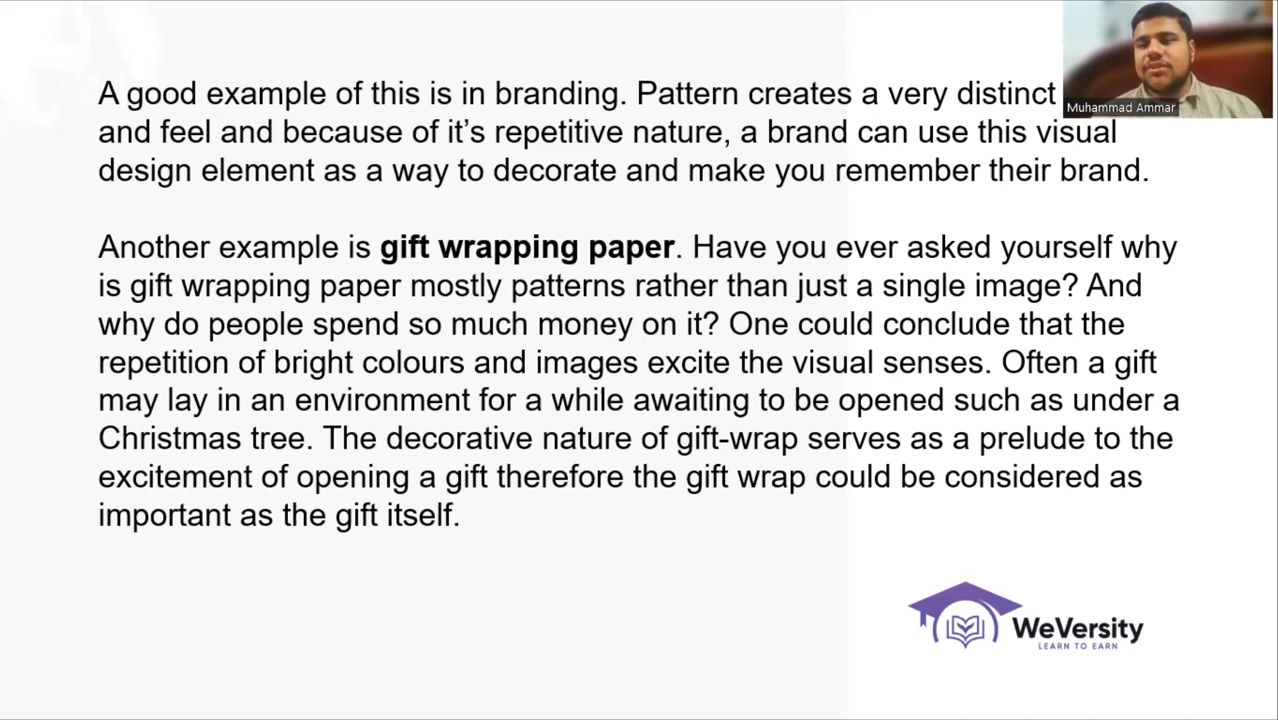 A good example of this is in branding. Pattern creates a very distinct
and feel and because of it’s repetitive nature, a brand can use this visual
design element as a way to decorate and make you remember their brand.
Another example is gift wrapping paper. Have you ever asked yourself why
is gift wrapping paper mostly patterns rather than just a single image? And
why do people spend so much money on it? One could conclude that the
repetition of bright colours and images excite the visual senses. Often a gift
may lay in an environment for a while awaiting to be opened such as under a
Christmas tree. The decorative nature of gift-wrap serves as a prelude to the
excitement of opening a gift therefore the gift wrap could be considered as
important as the gift itself.
Muhammad Ammar
WeVersity
LEARN TO EARN